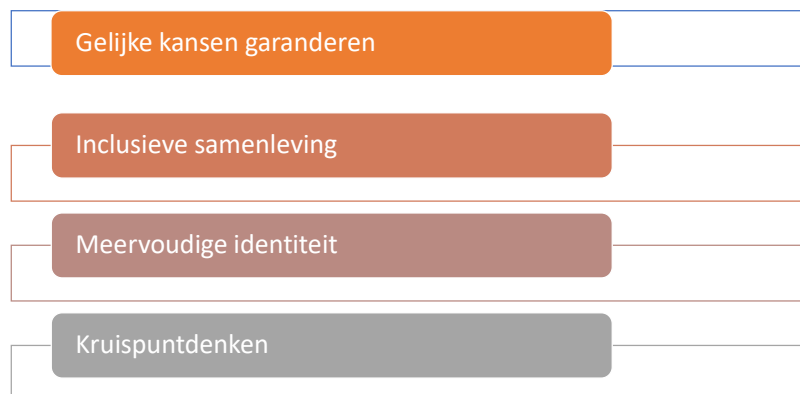 Gelijke kansen garanderen
Inclusieve samenleving
Meervoudige identiteit
Kruispuntdenken